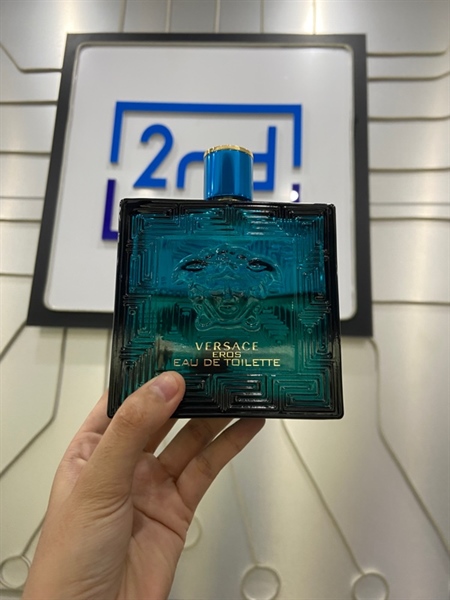 2nd
VERSACE
EROS
EAU DE TOILETTE